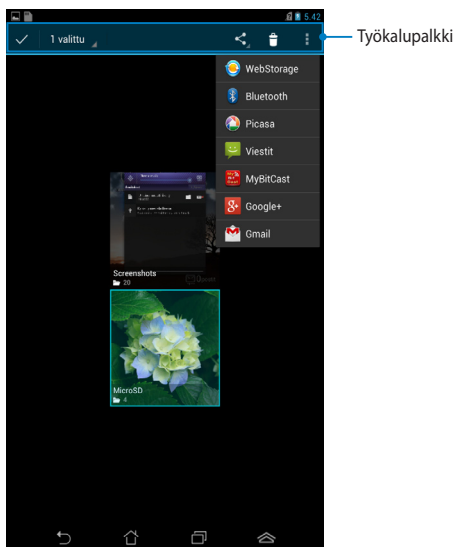 5.42
1 valittu
Työkalupalkki
WebStorage
Bluetooth
Picasa
Viestit
MyBitCast
Google+
Gmail
Screenshots
20
MicroSD
4